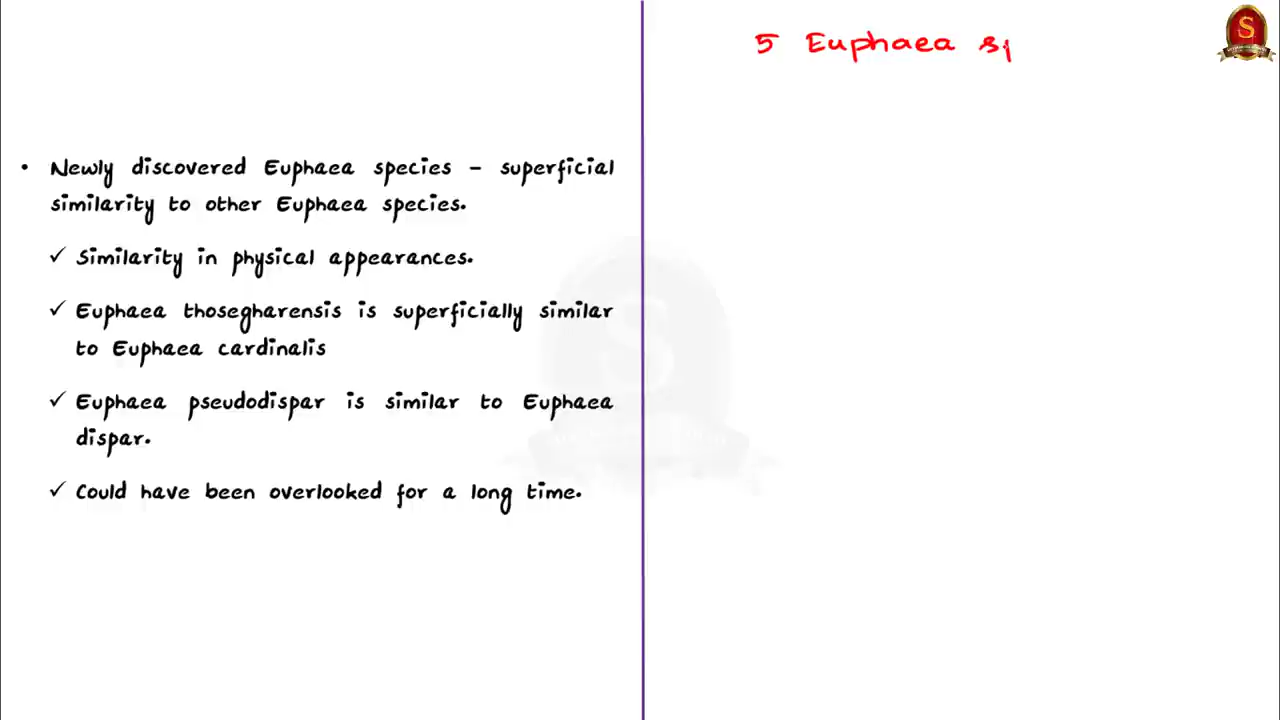 5 Euphaea sp
• Newly discovered Euphaea species - superficial
similarity to other Euphaea species.
✓ Similarity in physical appearances.
✓ Euphaea thosegharensis is superficially similar
to Euphaea cardinalis
✓ Euphaea pseudodispar is similar to Euphaea
dispar.
✓ Could have been overlooked for a long time.
S